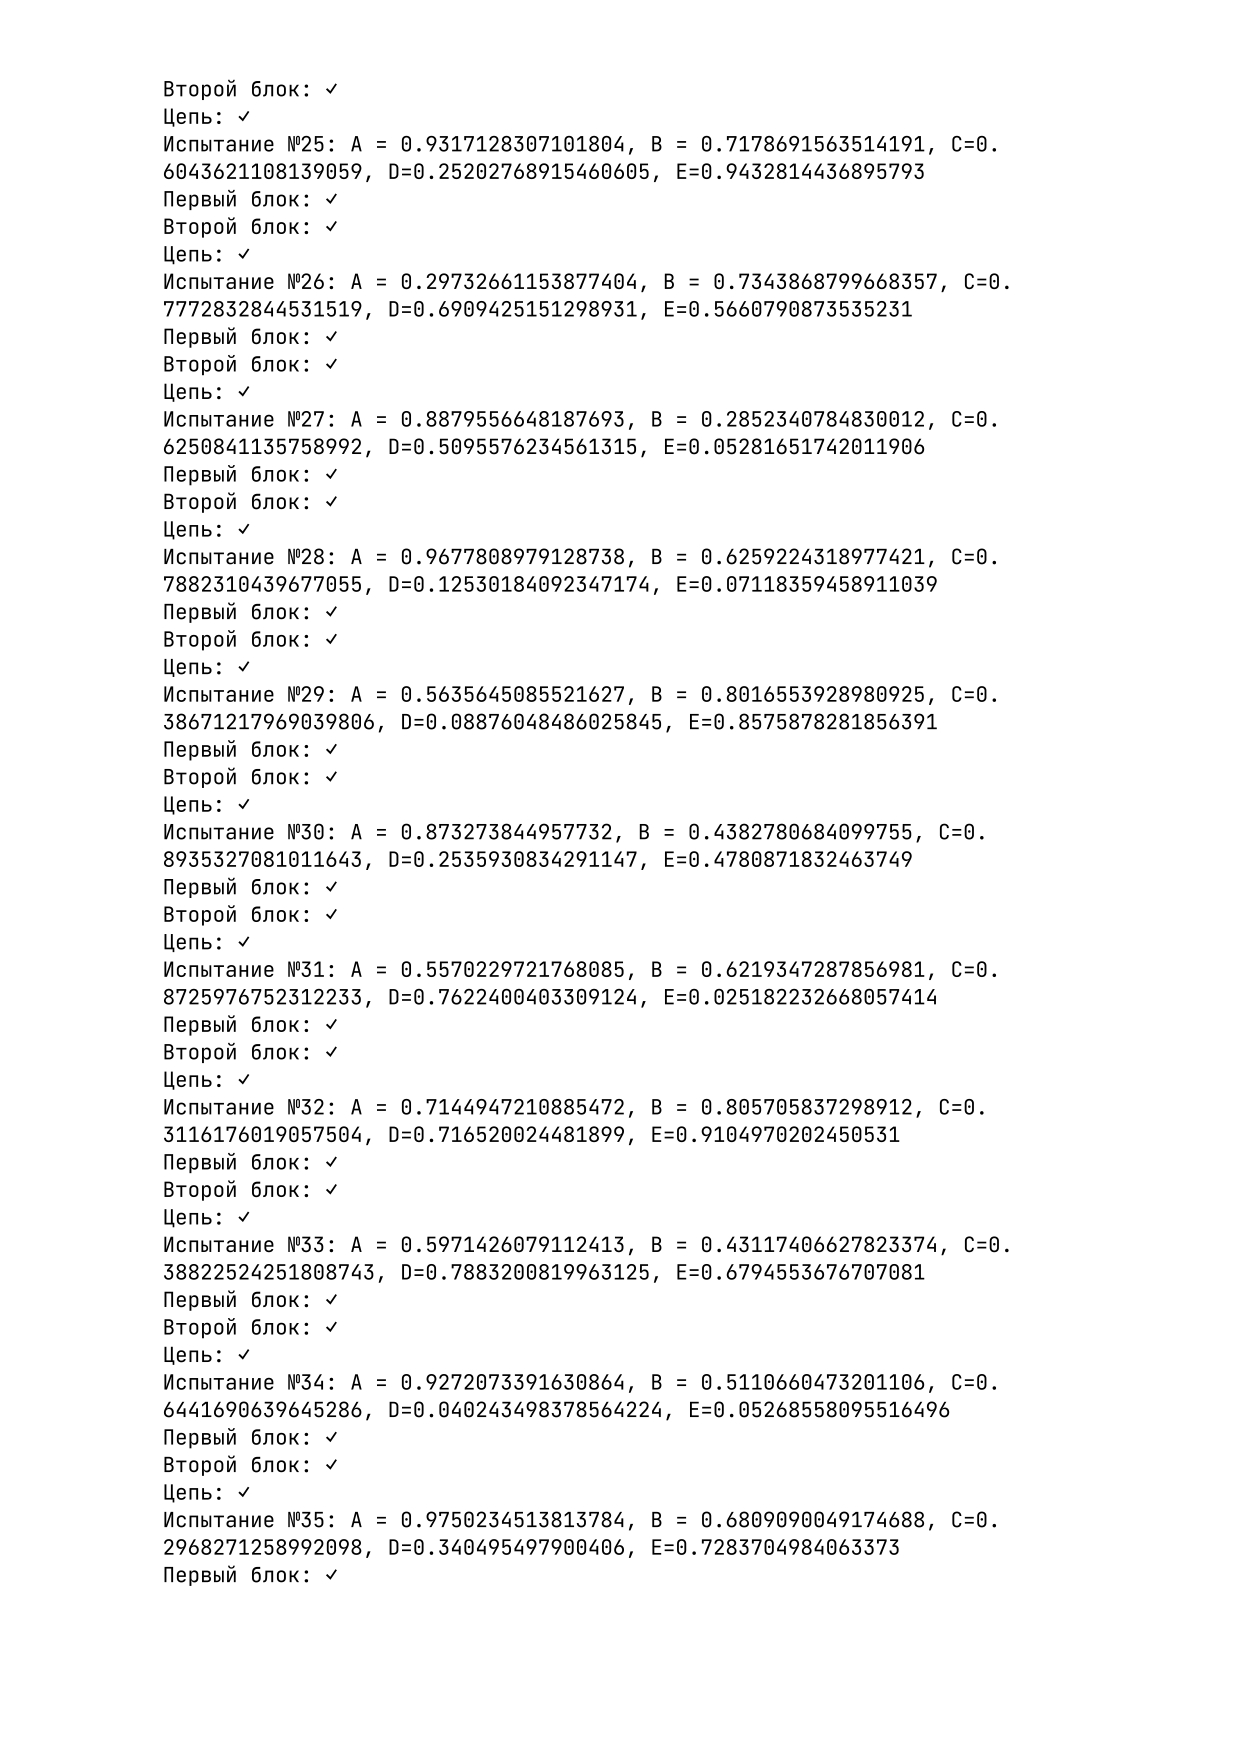 Второй блок: ✓
Цепь: ✓
Испытание №25: A = 0.9317128307101804, B = 0.7178691563514191, C=0.
6043621108139059, D=0.25202768915460605, E=0.9432814436895793
Первый блок: ✓
Второй блок: ✓
Цепь: ✓
Испытание №26: A = 0.29732661153877404, B = 0.7343868799668357, C=0.
7772832844531519, D=0.6909425151298931, E=0.5660790873535231
Первый блок: ✓
Второй блок: ✓
Цепь: ✓
Испытание №27: A = 0.8879556648187693, B = 0.2852340784830012, C=0.
6250841135758992, D=0.5095576234561315, E=0.05281651742011906
Первый блок: ✓
Второй блок: ✓
Цепь: ✓
Испытание №28: A = 0.9677808979128738, B = 0.6259224318977421, C=0.
7882310439677055, D=0.12530184092347174, E=0.07118359458911039
Первый блок: ✓
Второй блок: ✓
Цепь: ✓
Испытание №29: A = 0.5635645085521627, B = 0.8016553928980925, C=0.
38671217969039806, D=0.08876048486025845, E=0.8575878281856391
Первый блок: ✓
Второй блок: ✓
Цепь: ✓
Испытание №30: A = 0.873273844957732, B = 0.4382780684099755, C=0.
8935327081011643, D=0.2535930834291147, E=0.4780871832463749
Первый блок: ✓
Второй блок: ✓
Цепь: ✓
Испытание №31: A = 0.5570229721768085, B = 0.6219347287856981, C=0.
8725976752312233, D=0.7622400403309124, E=0.025182232668057414
Первый блок: ✓
Второй блок: ✓
Цепь: ✓
Испытание №32: A = 0.7144947210885472, B = 0.805705837298912, C=0.
3116176019057504, D=0.716520024481899, E=0.9104970202450531
Первый блок: ✓
Второй блок: ✓
Цепь: ✓
Испытание №33: A = 0.5971426079112413, B = 0.43117406627823374, C=0.
38822524251808743, D=0.7883200819963125, E=0.6794553676707081
Первый блок: ✓
Второй блок: ✓
Цепь: ✓
Испытание №34: A = 0.9272073391630864, B = 0.5110660473201106, C=0.
6441690639645286, D=0.040243498378564224, E=0.05268558095516496
Первый блок: ✓
Второй блок: ✓
Цепь: ✓
Испытание №35: A = 0.9750234513813784, B = 0.6809090049174688, C=0.
2968271258992098, D=0.340495497900406, E=0.7283704984063373
Первый блок: ✓